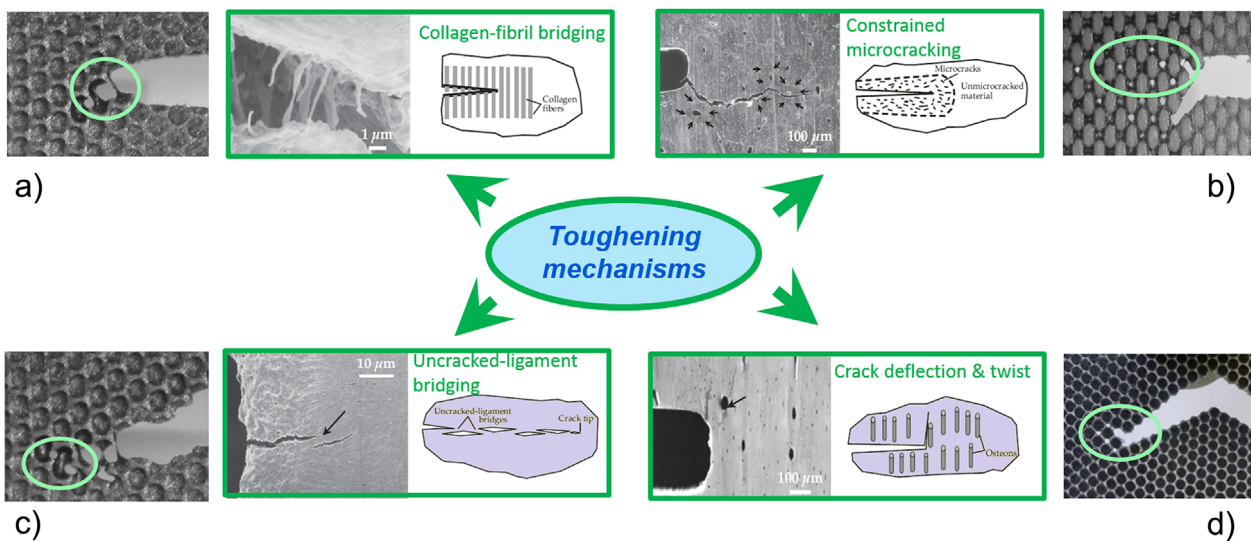 Collagen-fibril bridging
Collagen
fibers
1 µm
a)
Constrained
microcracking
Microcracks
Unmicrocracked
material
100 µm
b)
Toughening
mechanisms
Uncracked-ligament
bridging
10 µm
Uncracked-ligament
bridges
Crack tip
c)
Crack deflection & twist
Osteons
100 µm
d)